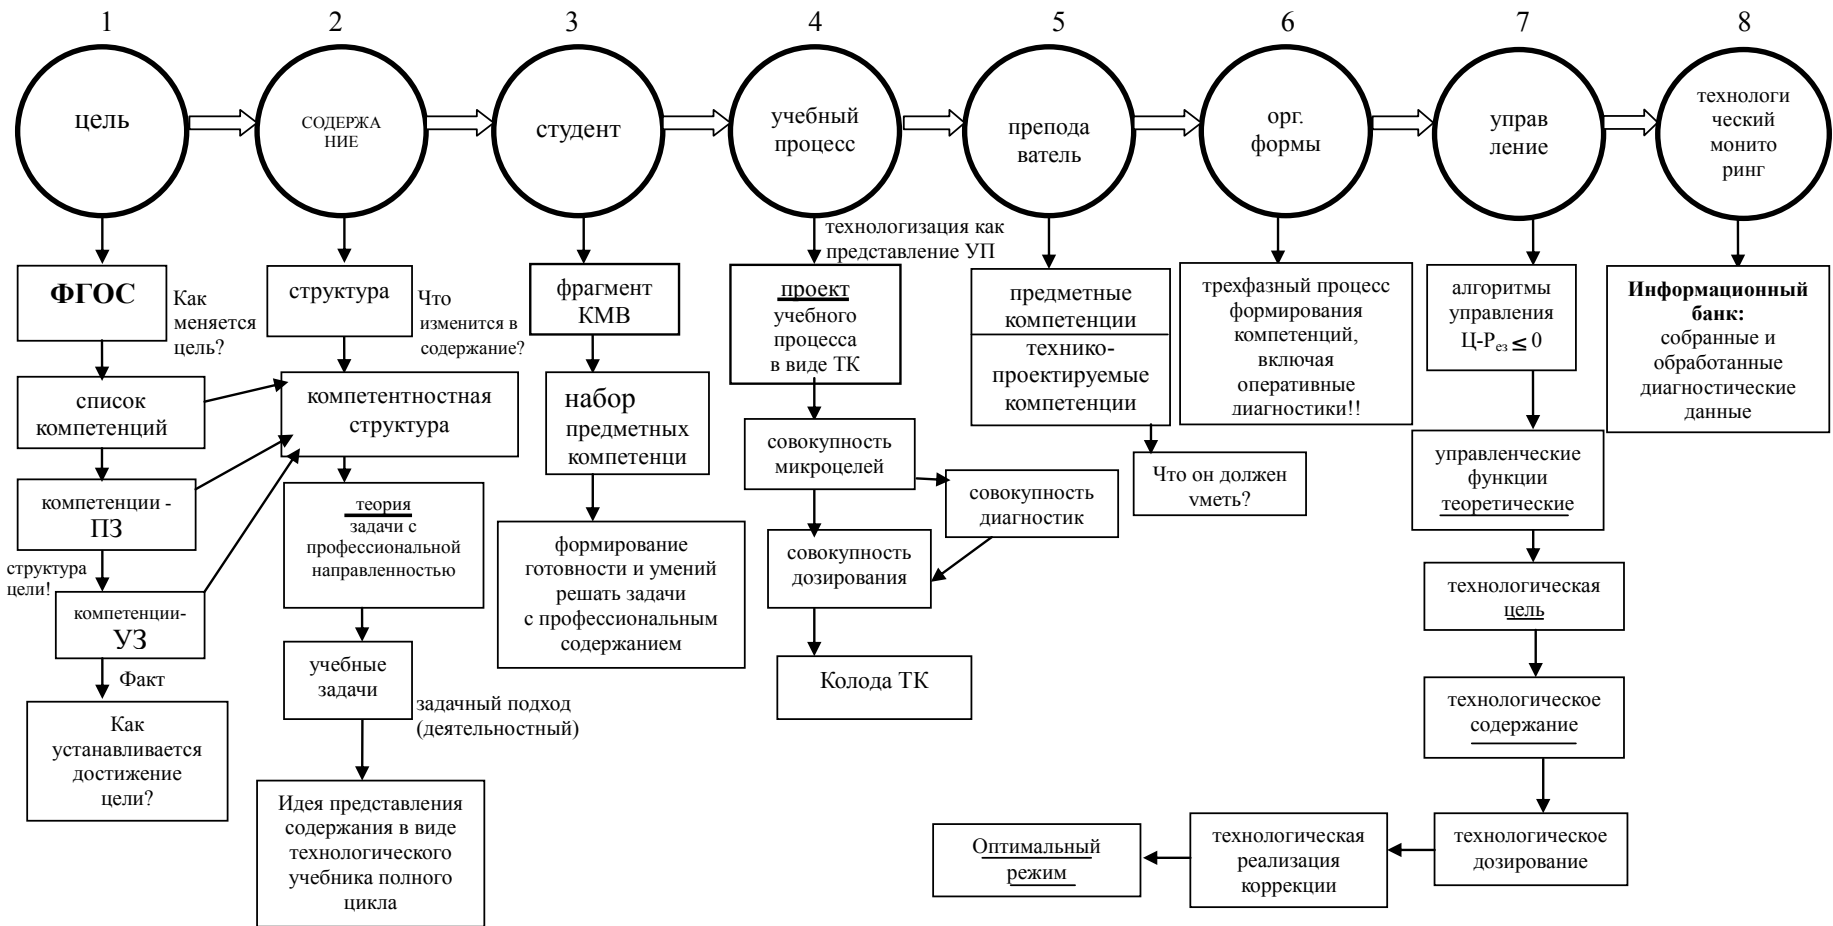 1
2
3
4
5
6
7
8
цель
СОДЕРЖА
НИЕ
студент
учебный
процесс
препода
ватель
орг.
формы
управ
ление
технологи
ческий
монито
ринг
ФГОС
Как
меняется
цель?
список
компетенций
компетенции -
ПЗ
структура
цели!
компетенции-
УЗ
Факт
Как
устанавливается
достижение
цели?
структура
Что
изменится в
содержание?
компетентностная
структура
теория
задачи с
профессиональной
направленностью
учебные
задачи
задачный подход
(деятельностный)
Идея представления
содержания в виде
технологического
учебника полного
цикла
фрагмент
КМВ
набор
предметных
компетенци
формирование
готовности и умений
решать задачи
с профессиональным
содержанием
технологизация как
представление УП
проект
учебного
процесса
в виде ТК
совокупность
микроцелей
совокупность
диагностик
совокупность
дозирования
Колода ТК
предметные
компетенции
технико-
проектируемые
компетенции
Что он должен
уметь?
трехфазный процесс
формирования
компетенций,
включая
оперативные
диагностики!!
алгоритмы
управления
Ц-Рез ≤ 0
управленческие
функции
теоретические
технологическая
цель
технологическое
содержание
технологическое
дозирование
технологическая
реализация
коррекции
Оптимальный
режим
Информационный
банк:
собранные и
обработанные
диагностические
данные